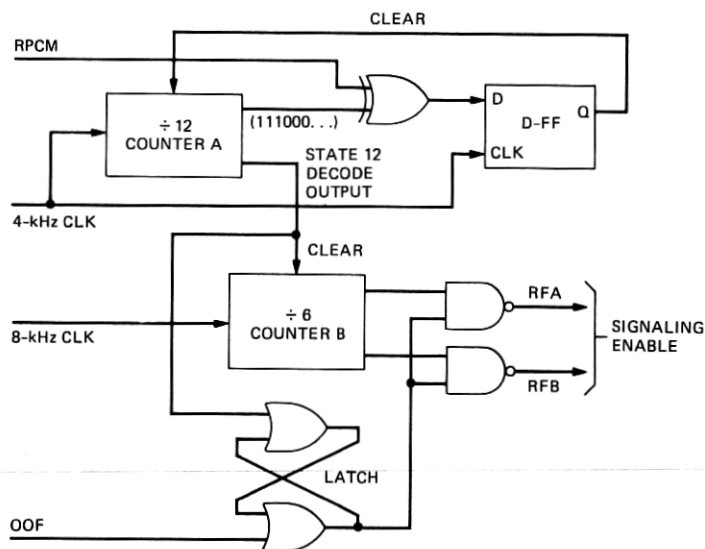 CLEAR
RPCM
÷ 12
COUNTER A
(111000...)
D
Q
D-FF
CLK
STATE 12
DECODE
OUTPUT
4-kHz CLK
CLEAR
÷ 6
COUNTER B
8-kHz CLK
RFA
RFB
SIGNALING
ENABLE
LATCH
OOF